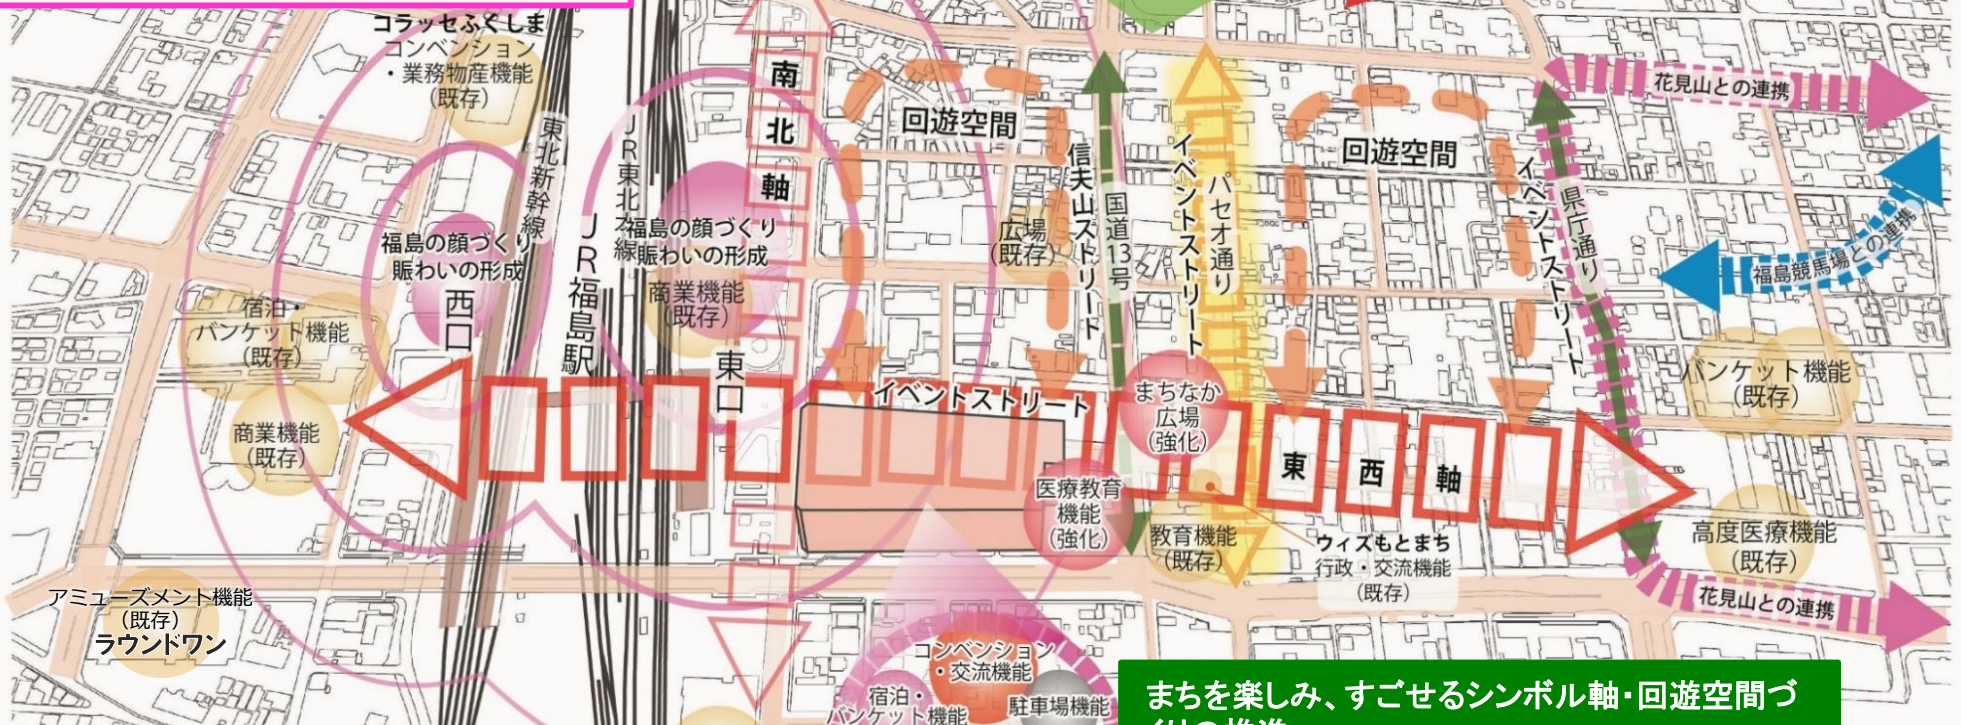 コラッセふくしま
コンベンション
・業務物産機能
(既存)
東北新幹線
JR東北本線
南
北
軸
回遊空間
信夫山ストリート
国道13号
イベントストリート
パセオ通り
回遊空間
イベントストリート
県庁通り
花見山との連携
福島競馬場との連携
福島の顔づくり
賑わいの形成
西口
JR福島駅
福島の顔づくり
賑わいの形成
商業機能
(既存)
東口
広場
(既存)
宿泊・
バンケット機能
(既存)
商業機能
(既存)
イベントストリート
まちなか
広場
(強化)
東
西
軸
バンケット機能
(既存)
医療教育
機能
(強化)
教育機能
(既存)
ウィズもとまち
行政・交流機能
(既存)
高度医療機能
(既存)
花見山との連携
アミューズメント機能
(既存)
ラウンドワン
コンベンション
・交流機能
宿泊・
バンケット機能
駐車場機能
まちを楽しみ、すごせるシンボル軸・回遊空間づ